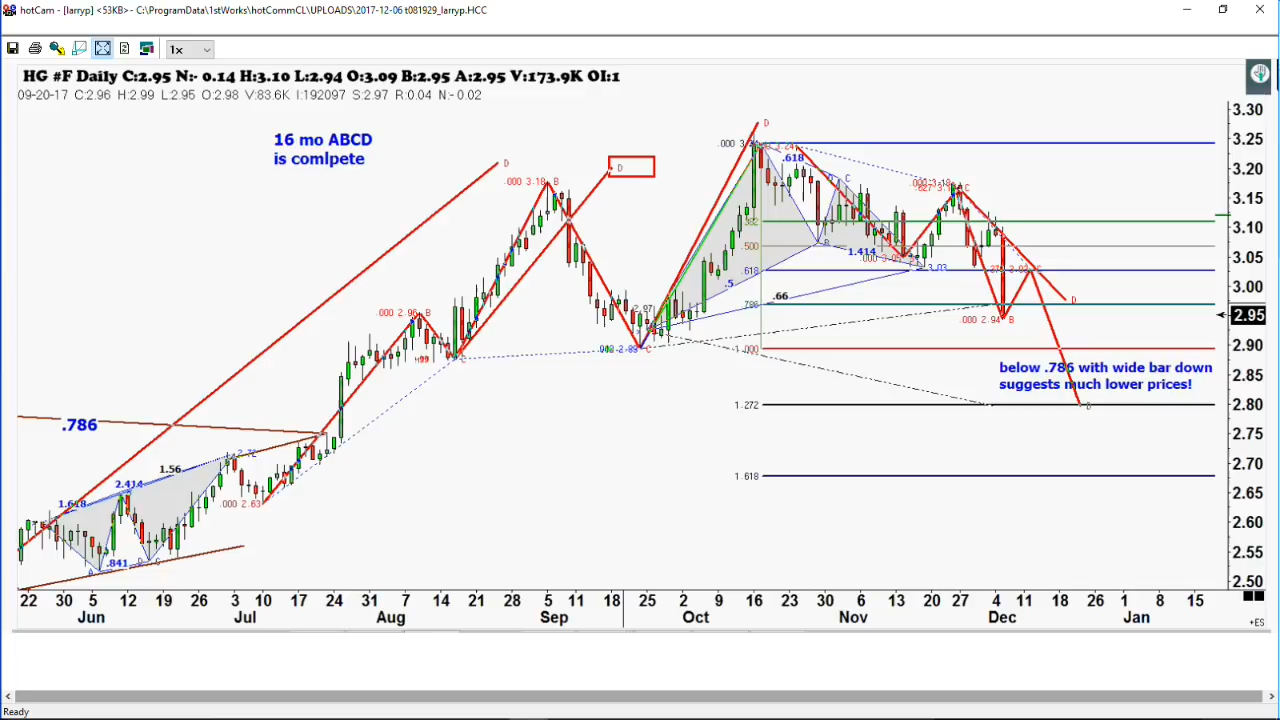 hotCam - [larryp] <53KB> - C:\ProgramData\1stWorks\hotCommCL\UPLOADS\2017-12-06 t081929_larryp.HCC
1x
HG #F Daily C:2.95 N:- 0.14 H:3.10 L:2.94 O:3.09 B:2.95 A:2.95 V:173.9K OI:1
09-20-17 C:2.96 H:2.99 L:2.95 O:2.98 V:83.6K I:192097 S:2.97 R:0.04 N:- 0.02
16 mo ABCD
is comlpete
D
D
D
.000 3.18 B
.618
C
C
B
.382
.500
.618
.786
1.000
1.272
1.618
1.414
3.03
.5
.66
.000 2.96 B
C
C
D
.000 2.94 B
C
D
below .786 with wide bar down
suggests much lower prices!
.786
1.56
2.72
2.414
1.618
.000 2.63
.841
A
C
3.30
3.25
3.20
3.15
3.10
3.05
3.00
2.95
2.90
2.85
2.80
2.75
2.70
2.65
2.60
2.55
2.50
22 30 5 12 19 26 3 10 17 24 31 7 14 21 28 5 11 18 25 2 9 16 23 30 6 13 20 27 4 11 18 26 1 8 15
Jun Jul Aug Sep Oct Nov Dec Jan
+ES
Ready